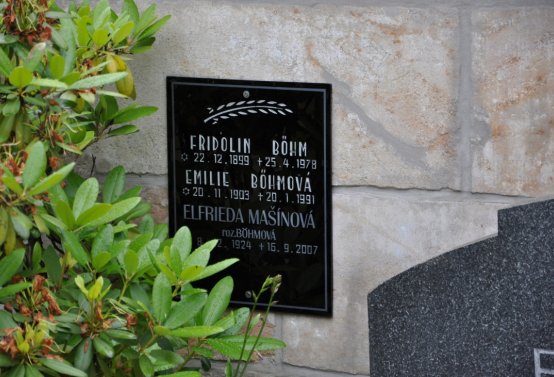 FRIDOLIN BÖHM
✡ 22. 12. 1899 + 25. 4. 1978
EMILIE BÖHMOVÁ
✡ 20. 11. 1903 + 20. 1. 1991
ELFRIEDA MAŠÍNOVÁ
roz.BÖHMOVÁ
1924 + 16. 9. 2007